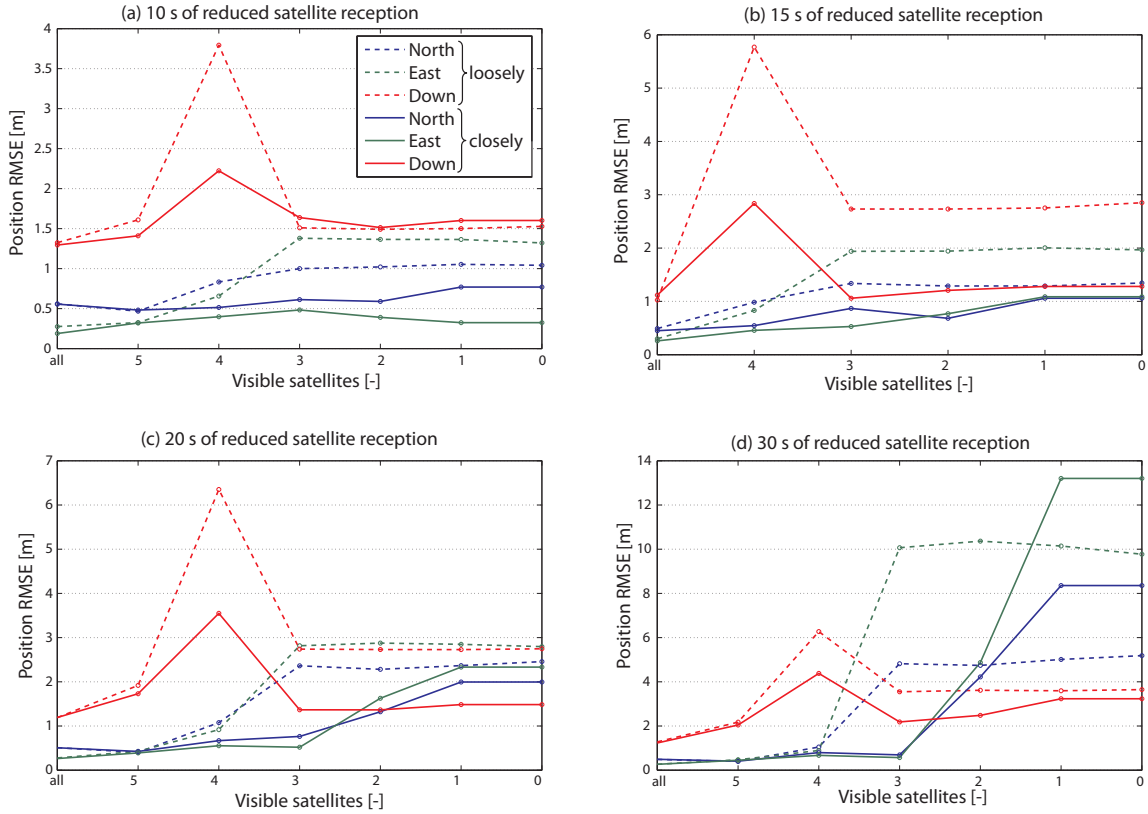 (a) 10 s of reduced satellite reception
4
3.5
3
2.5
2
1.5
1
0.5
0
Position RMSE [m]
North
East
Down
loosely
North
East
Down
closely
all 5 4 3 2 1 0
Visible satellites [-]
(b) 15 s of reduced satellite reception
6
5
4
3
2
1
0
Position RMSE [m]
all 4 3 2 1 0
Visible satellites [-]
(c) 20 s of reduced satellite reception
7
6
5
4
3
2
1
0
Position RMSE [m]
all 5 4 3 2 1 0
Visible satellites [-]
(d) 30 s of reduced satellite reception
14
12
10
8
6
4
2
0
Position RMSE [m]
all 5 4 3 2 1 0
Visible satellites [-]